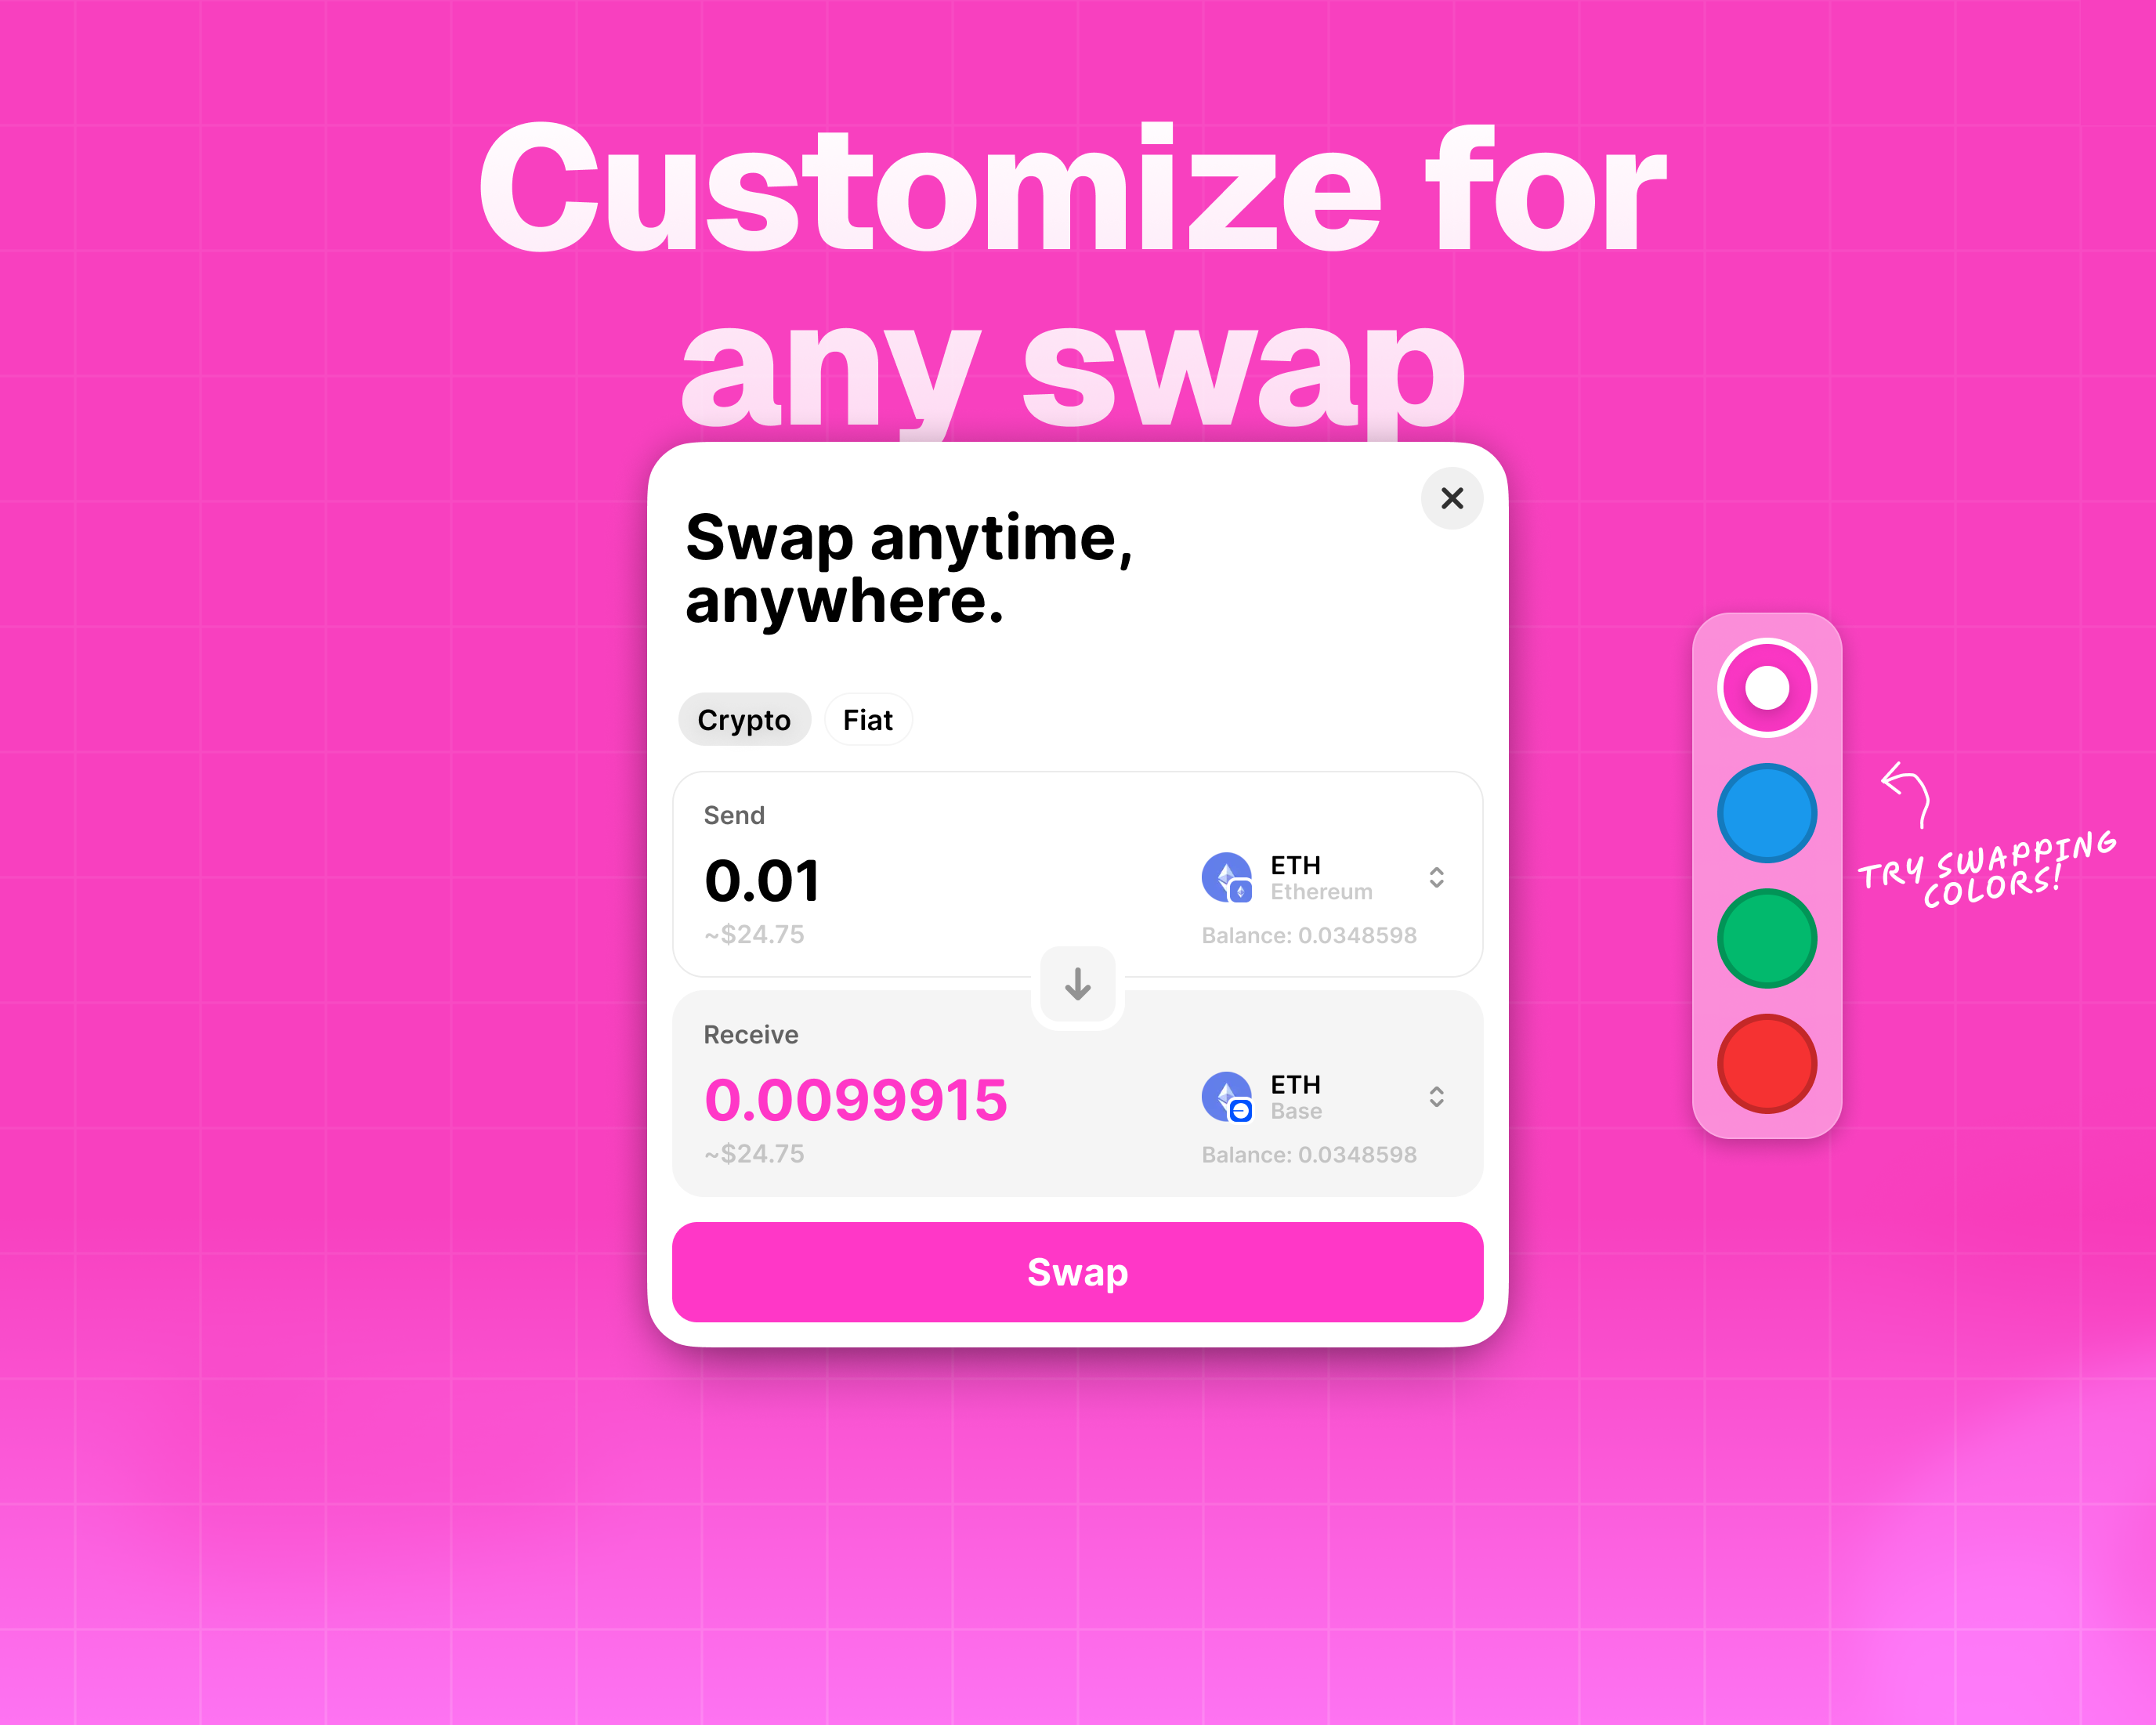 Customize for
any swap
Swap anytime,
anywhere.
Crypto
Fiat
Send
0.01
~$24.75
ETH
Ethereum
Balance: 0.0348598
Receive
0.0099915
~$24.75
ETH
Base
Balance: 0.0348598
Swap
TRY SWAPPING
COLORS!